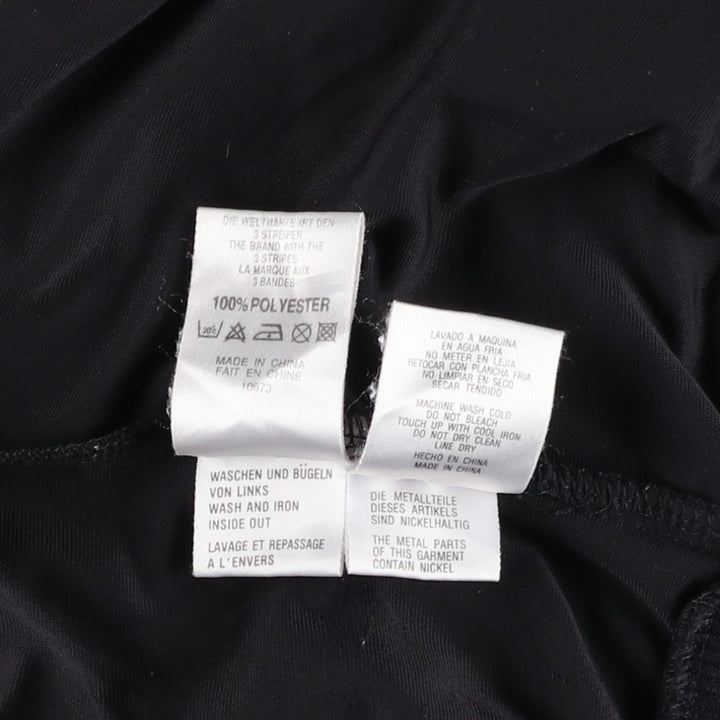 DIE WELTMARKE MIT DEN
3 STREIFEN
THE BRAND WITH THE
3 STRIPES
LA MARQUE AUX
3 BANDES
100% POLYESTER
MADE IN CHINA
FAIT EN CHINE
10673
LAVADO A MAQUINA
EN AGUA FRIA
NO METER EN LEJIA
RETOCAR CON PLANCHA FRIA
NO LIMPIAR EN SECO
SECAR TENDIDO
MACHINE WASH COLD
DO NOT BLEACH
TOUCH UP WITH COOL IRON
DO NOT DRY CLEAN
LINE DRY
HECHO EN CHINA
MADE IN CHINA
WASCHEN UND BÜGELN
VON LINKS
WASH AND IRON
INSIDE OUT
LAVAGE ET REPASSAGE
A L'ENVERS
DIE METALLTEILE
DIESES ARTIKELS
SIND NICKELHALTIG
THE METAL PARTS
OF THIS GARMENT
CONTAIN NICKEL